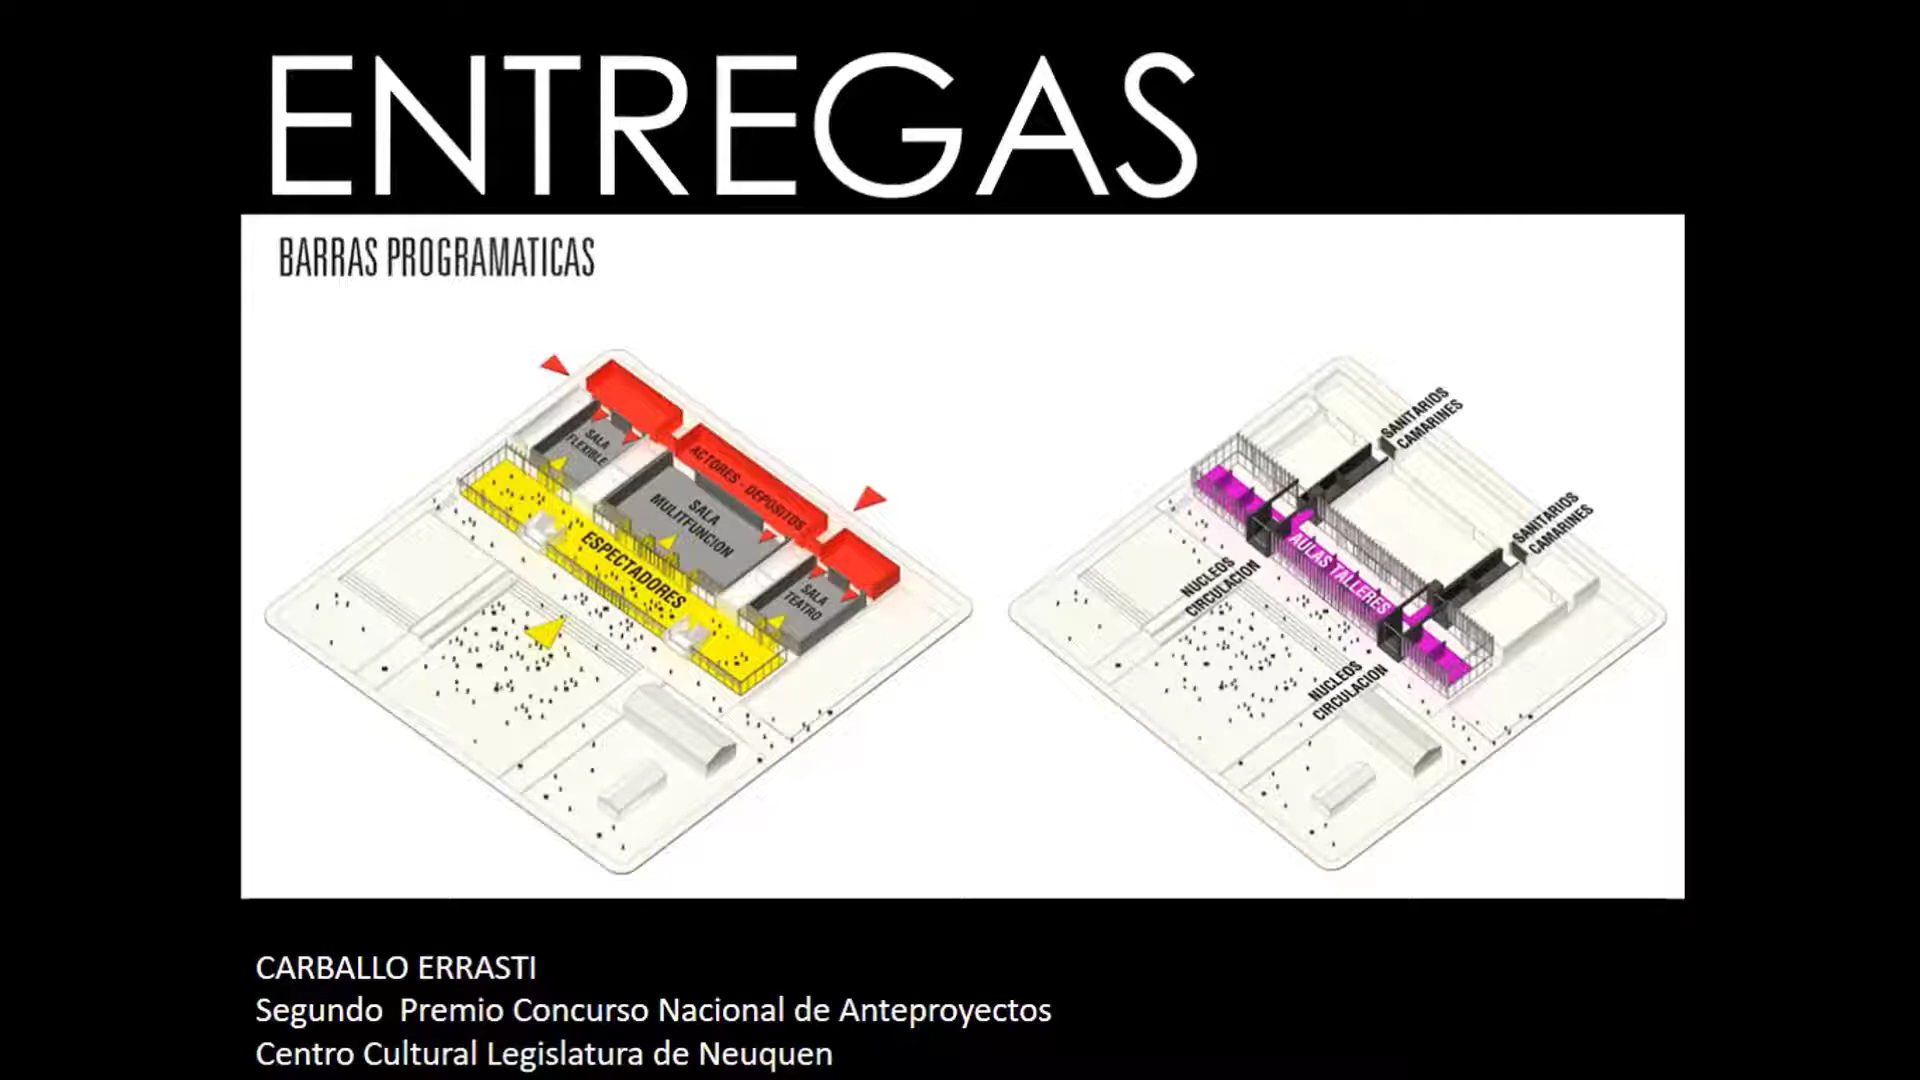 ENTREGAS
BARRAS PROGRAMATICAS
SALA
FLEXIBLE
ACTORES - DEPOSITOS
SALA
MULITFUNCION
ESPECTADORES
SALA
TEATRO
SANITARIOS
CAMARINES
SANITARIOS
CAMARINES
AULAS TALLERES
NUCLEOS
CIRCULACION
NUCLEOS
CIRCULACION
CARBALLO ERRASTI
Segundo  Premio Concurso Nacional de Anteproyectos
Centro Cultural Legislatura de Neuquen